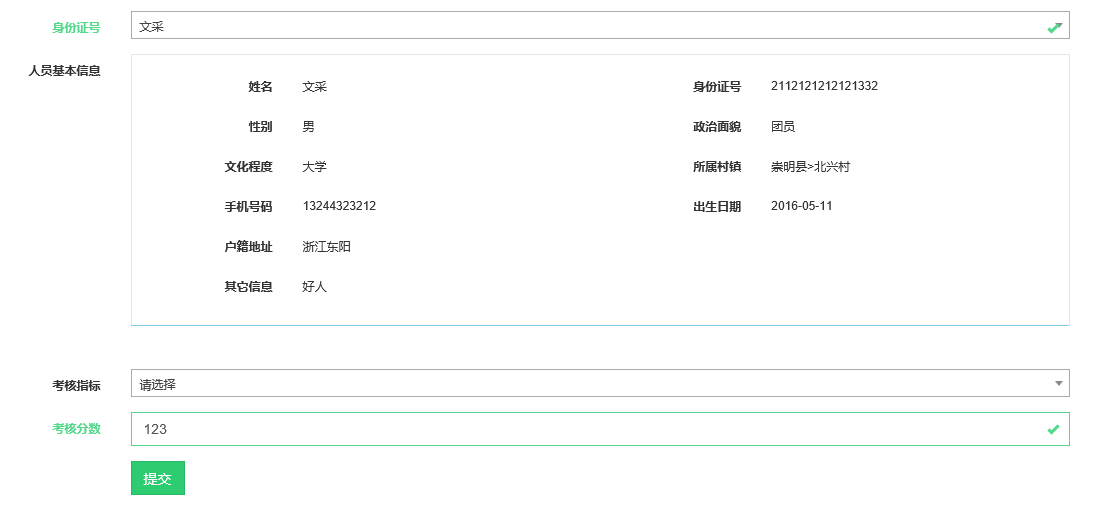 身份证号 文采
人员基本信息
姓名 文采 身份证号 2112121212121332
性别 男 政治面貌 团员
文化程度 大学 所属村镇 崇明县>北兴村
手机号码 13244323212 出生日期 2016-05-11
户籍地址 浙江东阳
其它信息 好人
考核指标 请选择
考核分数 123
提交